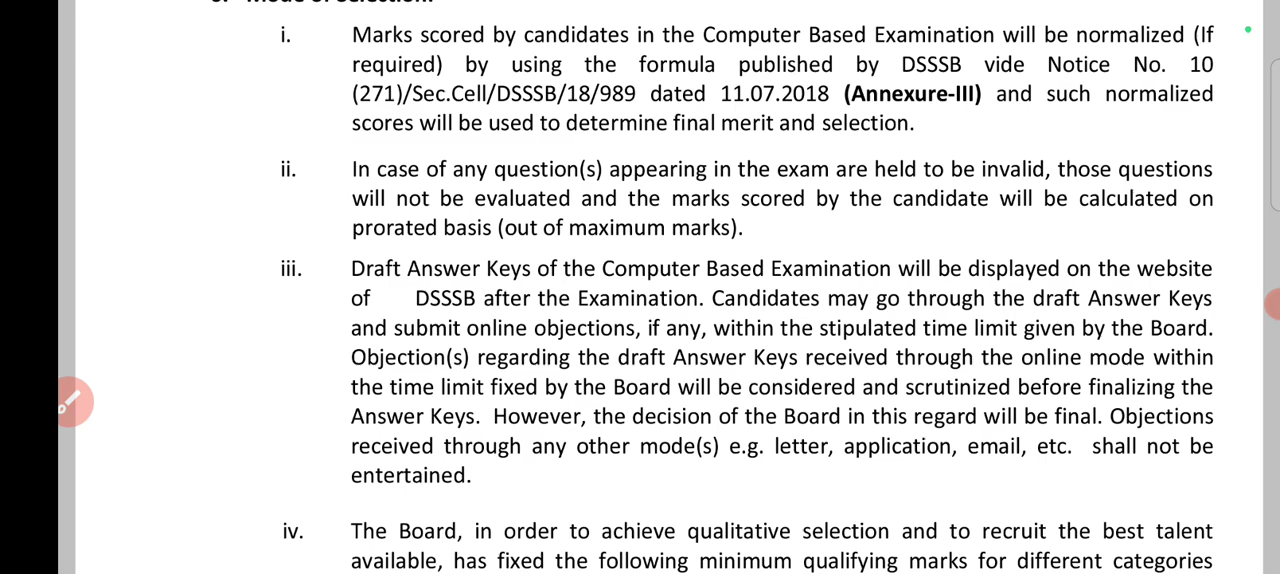 Mode of Selection:
i. Marks scored by candidates in the Computer Based Examination will be normalized (If
required) by using the formula published by DSSSB vide Notice No. 10
(271)/Sec.Cell/DSSSB/18/989 dated 11.07.2018 (Annexure-III) and such normalized
scores will be used to determine final merit and selection.
ii. In case of any question(s) appearing in the exam are held to be invalid, those questions
will not be evaluated and the marks scored by the candidate will be calculated on
prorated basis (out of maximum marks).
iii. Draft Answer Keys of the Computer Based Examination will be displayed on the website
of DSSSB after the Examination. Candidates may go through the draft Answer Keys
and submit online objections, if any, within the stipulated time limit given by the Board.
Objection(s) regarding the draft Answer Keys received through the online mode within
the time limit fixed by the Board will be considered and scrutinized before finalizing the
Answer Keys. However, the decision of the Board in this regard will be final. Objections
received through any other mode(s) e.g. letter, application, email, etc. shall not be
entertained.
iv. The Board, in order to achieve qualitative selection and to recruit the best talent
available, has fixed the following minimum qualifying marks for different categories